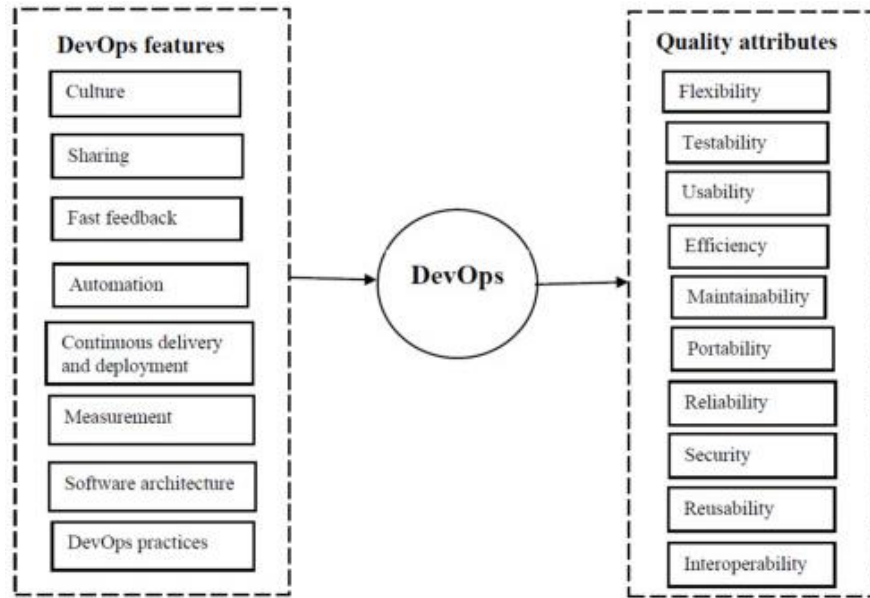 DevOps features
Culture
Sharing
Fast feedback
Automation
Continuous delivery
and deployment
Measurement
Software architecture
DevOps practices
DevOps
Quality attributes
Flexibility
Testability
Usability
Efficiency
Maintainability
Portability
Reliability
Security
Reusability
Interoperability